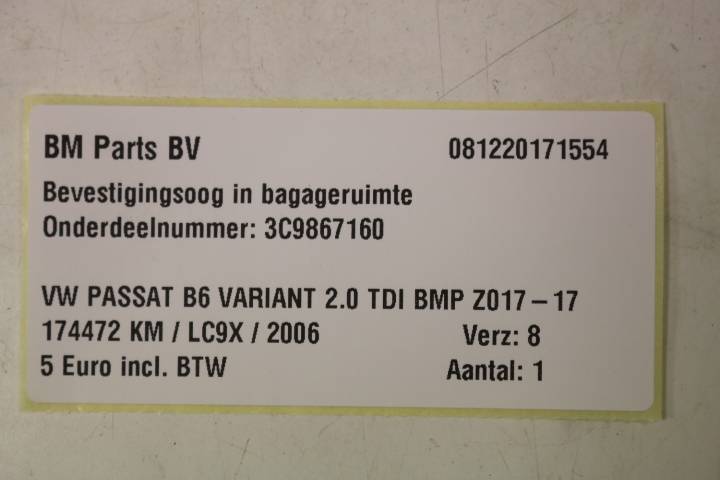 BM Parts BV 081220171554
Bevestigingsoog in bagageruimte
Onderdeelnummer: 3C9867160
VW PASSAT B6 VARIANT 2.0 TDI BMP Z017 – 17
174472 KM / LC9X / 2006 Verz: 8
5 Euro incl. BTW Aantal: 1